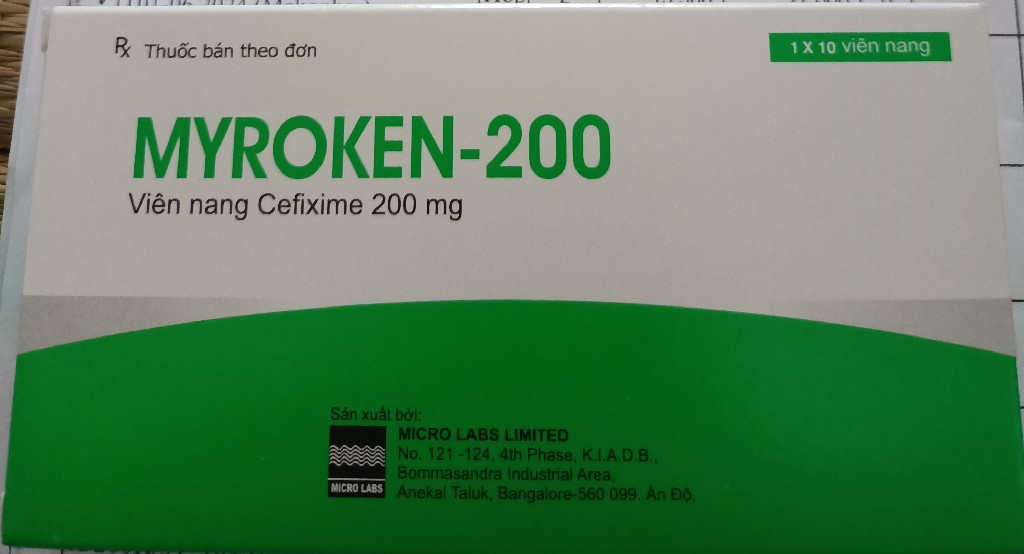 Rx Thuốc bán theo đơn
1 X 10 viên nang
MYROKEN-200
Viên nang Cefixime 200 mg
Sản xuất bởi:
MICRO LABS LIMITED
No. 121 -124, 4th Phase, K.I.A.D.B.,
Bommasandra Industrial Area,
Anekal Taluk, Bangalore-560 099. Ấn Độ.
MICRO LABS